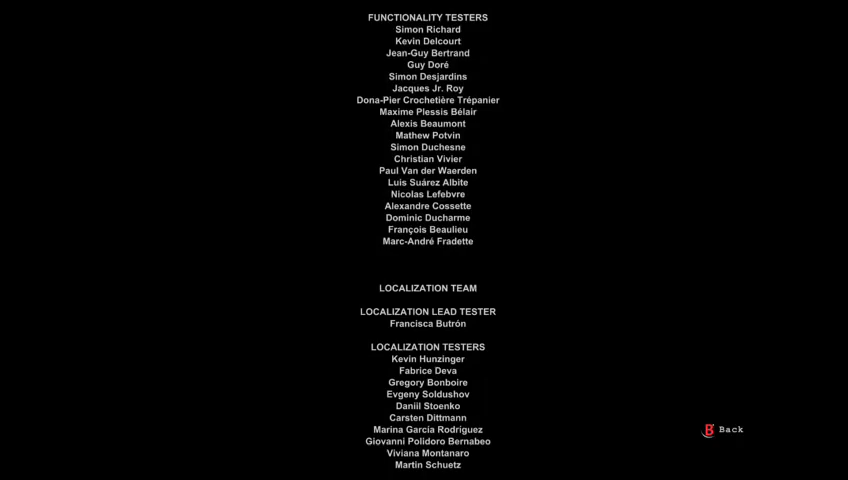 FUNCTIONALITY TESTERS
Simon Richard
Kevin Delcourt
Jean-Guy Bertrand
Guy Doré
Simon Desjardins
Jacques Jr. Roy
Dona-Pier Crochetière Trépanier
Maxime Plessis Bélair
Alexis Beaumont
Mathew Potvin
Simon Duchesne
Christian Vivier
Paul Van der Waerden
Luis Suárez Albite
Nicolas Lefebvre
Alexandre Cossette
Dominic Ducharme
François Beaulieu
Marc-André Fradette
LOCALIZATION TEAM
LOCALIZATION LEAD TESTER
Francisca Butrón
LOCALIZATION TESTERS
Kevin Hunzinger
Fabrice Deva
Gregory Bonboire
Evgeny Soldushov
Daniil Stoenko
Carsten Dittmann
Marina García Rodríguez
Giovanni Polidoro Bernabeo
Viviana Montanaro
Martin Schuetz
B Back